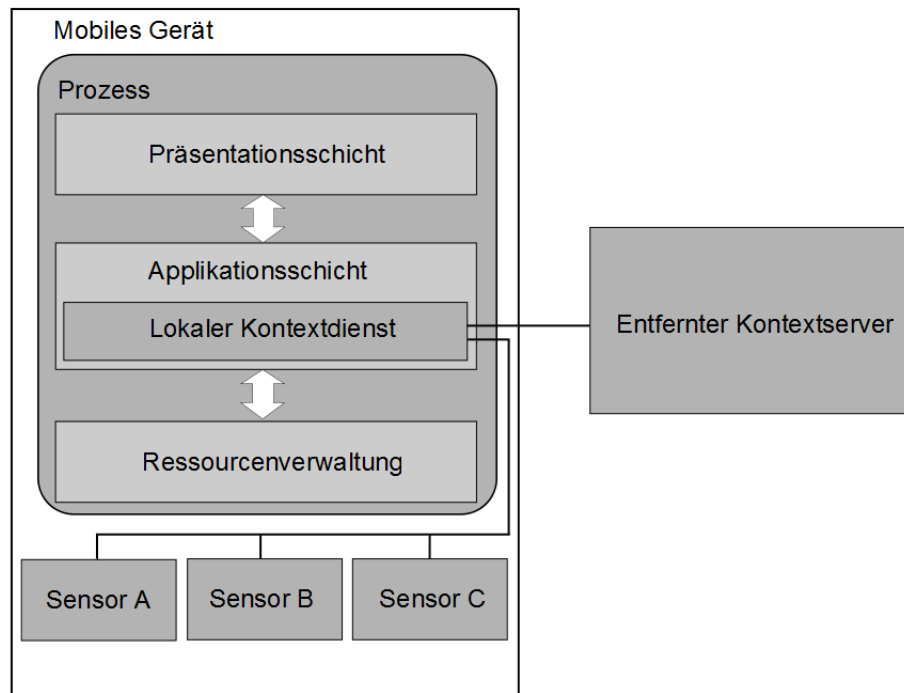 Mobiles Gerät
Prozess
Präsentationsschicht
Applikationsschicht
Lokaler Kontextdienst
Entfernter Kontextserver
Ressourcenverwaltung
Sensor A
Sensor B
Sensor C